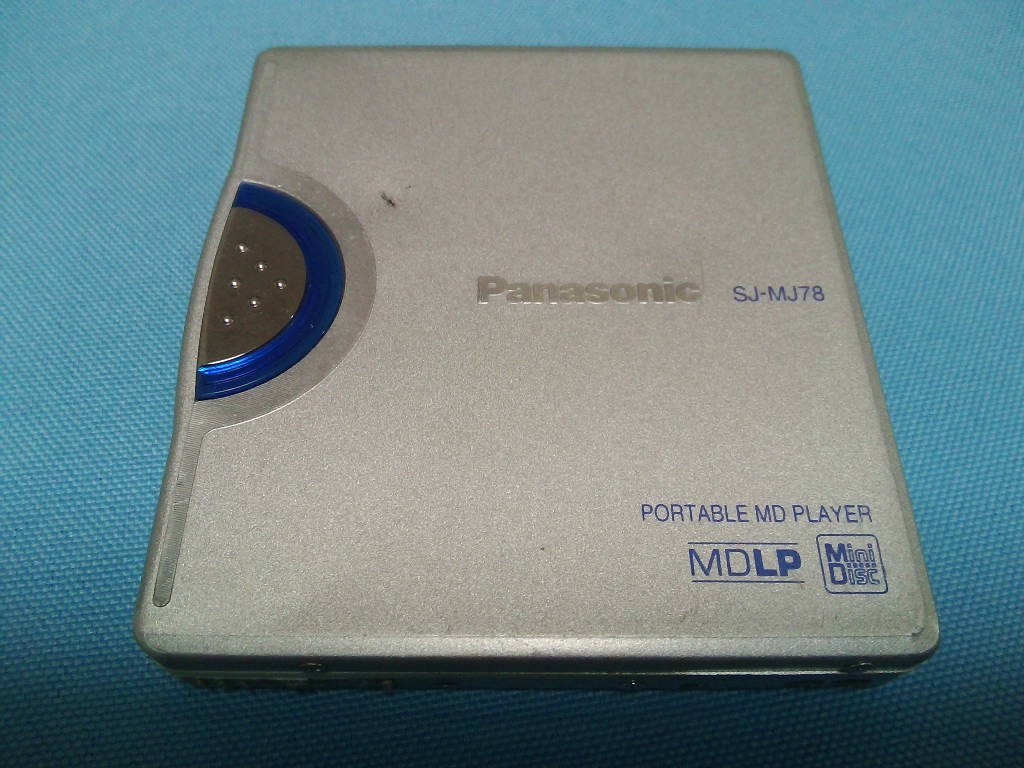 Panasonic SJ-MJ78
PORTABLE MD PLAYER
MDLP Mini Disc